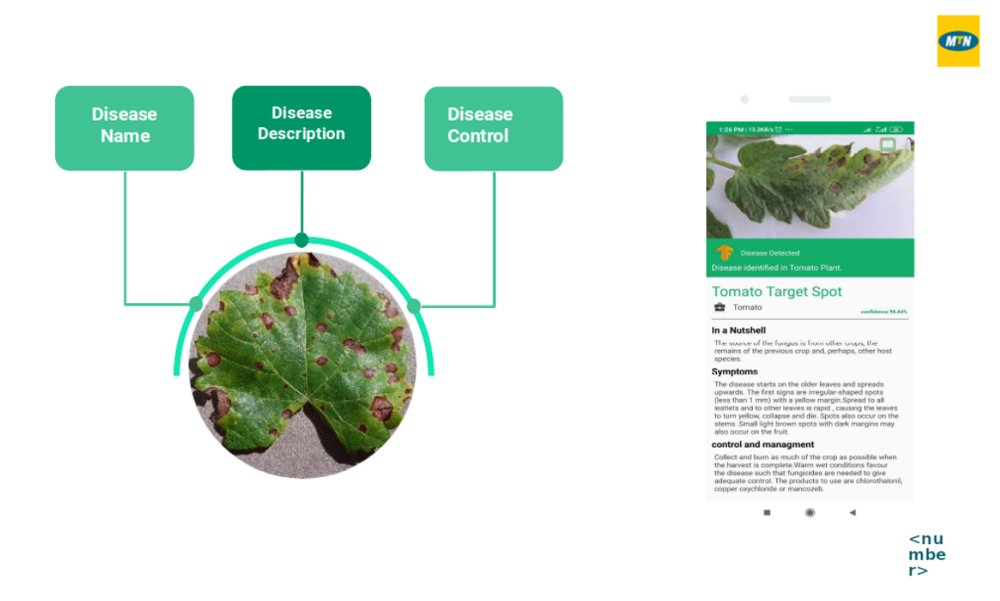 MTN
Disease
Name
Disease
Description
Disease
Control
1:26 PM | 13.3KB/s
Disease Detected
Disease identified in Tomato Plant.
Tomato Target Spot
Tomato
confidence 96.64%
In a Nutshell
The source of the fungus is from other crops, the
remains of the previous crop and, perhaps, other host
species.
Symptoms
The disease starts on the older leaves and spreads
upwards. The first signs are irregular-shaped spots
(less than 1 mm) with a yellow margin.Spread to all
leaflets and to other leaves is rapid , causing the leaves
to turn yellow, collapse and die. Spots also occur on the
stems .Small light brown spots with dark margins may
also occur on the fruit.
control and managment
Collect and burn as much of the crop as possible when
the harvest is complete.Warm wet conditions favour
the disease such that fungicides are needed to give
adequate control. The products to use are chlorothalonil,
copper oxychloride or mancozeb.
<nu
mbe
r>